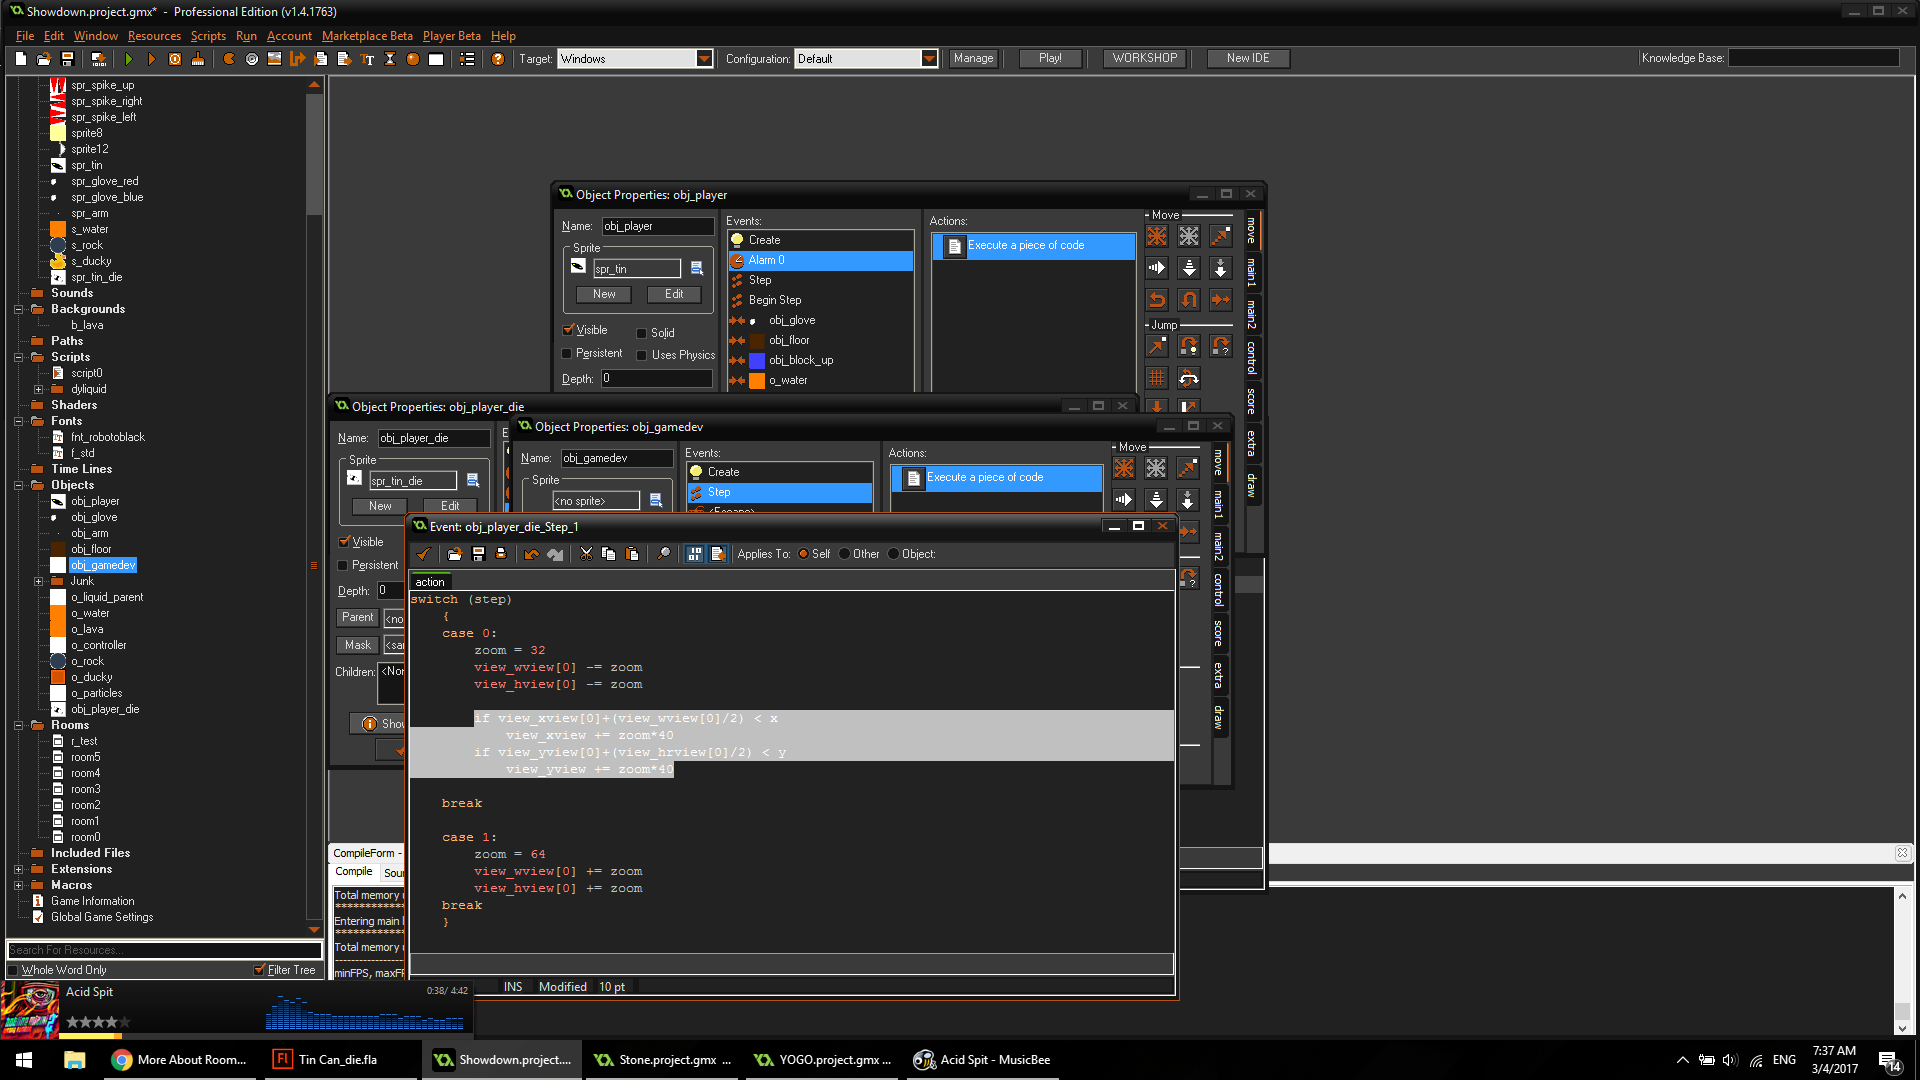 Showdown.project.gmx* - Professional Edition (v1.4.1763)
File Edit Window Resources Scripts Run Account Marketplace Beta Player Beta Help
Target: Windows Configuration: Default Manage Play! WORKSHOP New IDE Knowledge Base:
spr_spike_up
spr_spike_right
spr_spike_left
sprite8
sprite12
spr_tin
spr_glove_red
spr_glove_blue
spr_arm
s_water
s_rock
s_ducky
spr_tin_die
Sounds
Backgrounds
b_lava
Paths
Scripts
script0
dyliquid
Shaders
Fonts
fnt_robotoblack
f_std
Time Lines
Objects
obj_player
obj_glove
obj_arm
obj_floor
obj_gamedev
Junk
o_liquid_parent
o_water
o_lava
o_controller
o_rock
o_ducky
o_particles
obj_player_die
Rooms
r_test
room5
room4
room3
room2
room1
room0
Included Files
Extensions
Macros
Game Information
Global Game Settings
Search For Resources...
Whole Word Only Filter Tree
Object Properties: obj_player
Name: obj_player
Sprite
spr_tin
New Edit
Visible Solid
Persistent Uses Physics
Depth: 0
Events:
Create
Alarm 0
Step
Begin Step
obj_glove
obj_floor
obj_block_up
o_water
Actions:
Execute a piece of code
Move
Jump
move
main1
main2
control
score
extra
draw
Object Properties: obj_player_die
Name: obj_player_die
Sprite
spr_tin_die
New Edit
Visible
Persistent
Depth: 0
Parent <no
Mask <sa
Children: <Nor
Show
Object Properties: obj_gamedev
Name: obj_gamedev
Sprite
<no sprite>
Events:
Create
Step
<Escape>
Actions:
Execute a piece of code
Move
move
main1
main2
control
score
extra
draw
Event: obj_player_die_Step_1
Applies To: Self Other Object:
action
switch (step)
{
case 0:
zoom = 32
view_wview[0] -= zoom
view_hview[0] -= zoom
if view_xview[0]+(view_wview[0]/2) < x
view_xview += zoom*40
if view_yview[0]+(view_hrview[0]/2) < y
view_yview += zoom*40
break
case 1:
zoom = 64
view_wview[0] += zoom
view_hview[0] += zoom
break
}
INS Modified 10 pt
CompileForm -
Compile Sour
Total memory
**************
Entering main
**************
Total memory
minFPS, maxFP
Acid Spit 0:38/ 4:42
More About Room...
Tin Can_die.fla
Showdown.project....
Stone.project.gmx ...
YOGO.project.gmx ...
Acid Spit - MusicBee
ENG
7:37 AM
3/4/2017
14